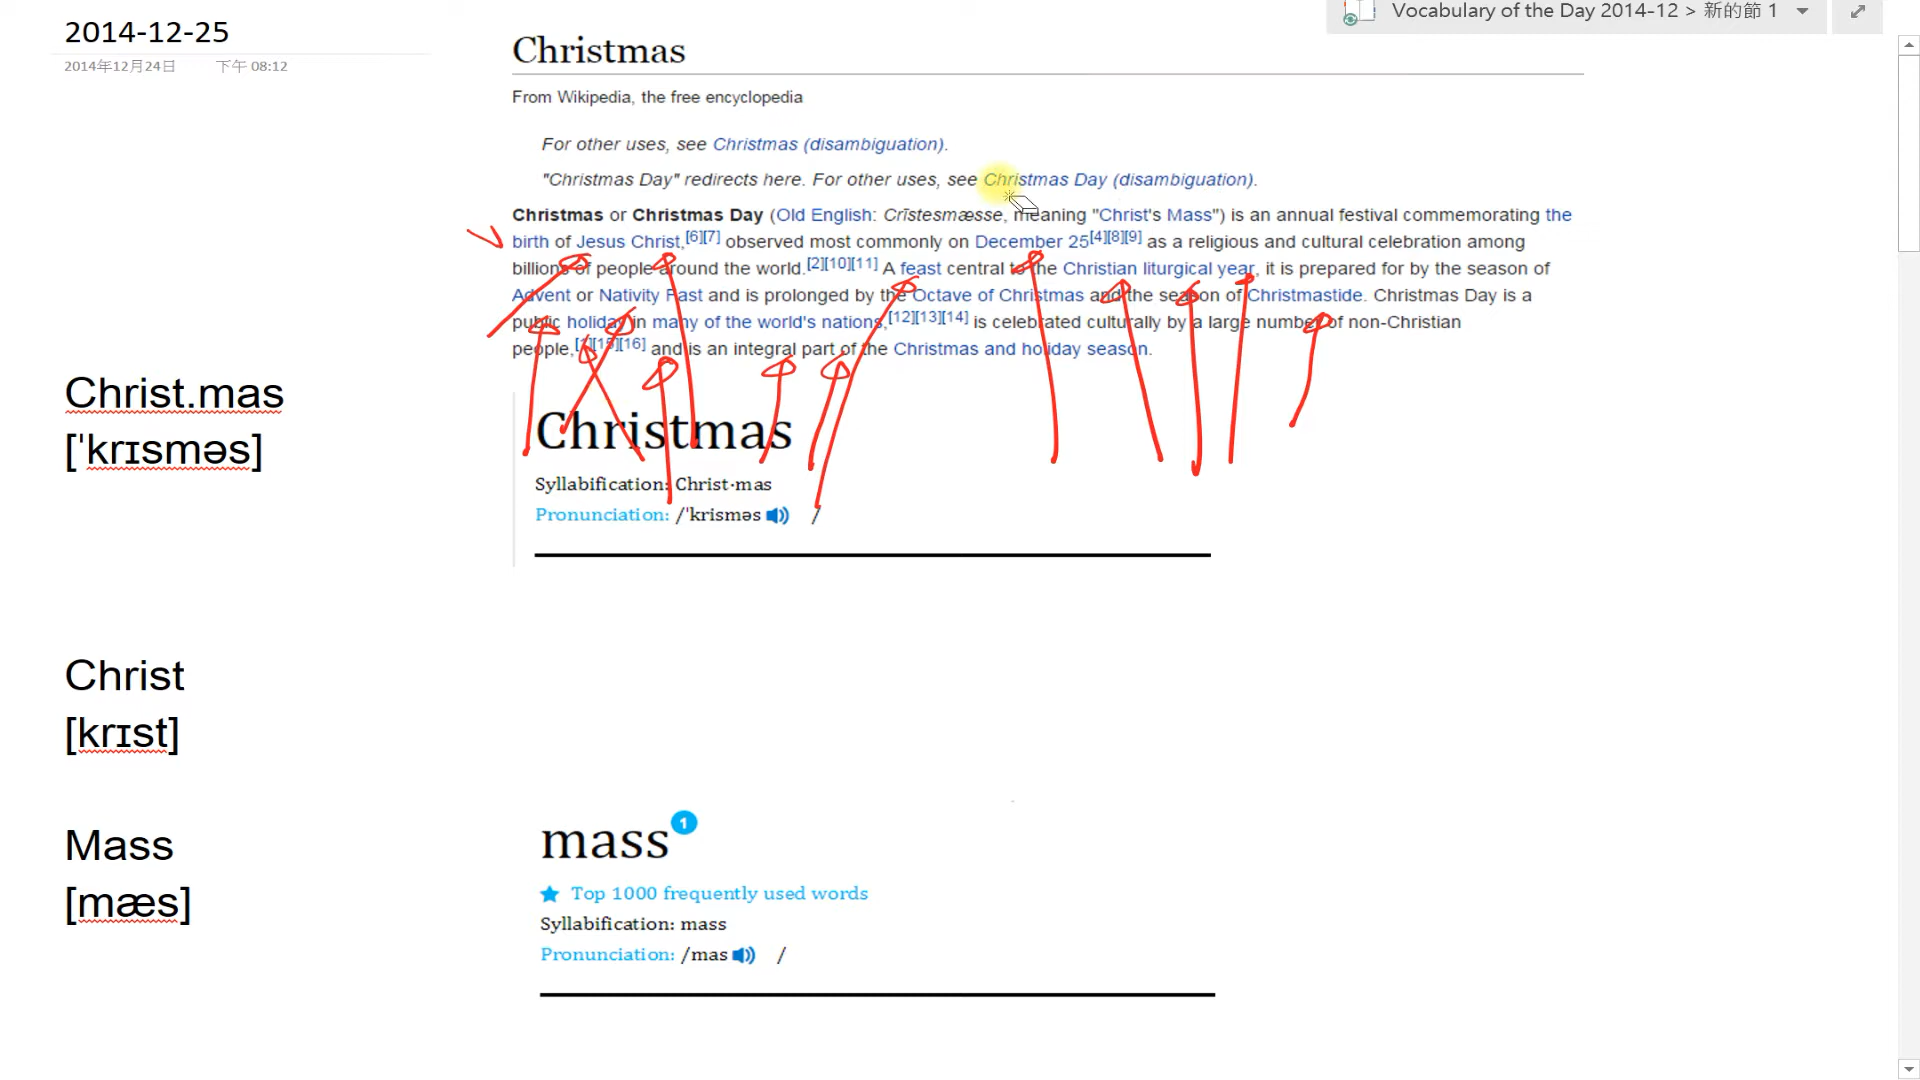 2014-12-25
2014年12月24日 下午 08:12
Vocabulary of the Day 2014-12 > 新的節 1
Christmas
From Wikipedia, the free encyclopedia
For other uses, see Christmas (disambiguation).
"Christmas Day" redirects here. For other uses, see Christmas Day (disambiguation).
Christmas or Christmas Day (Old English: Crīstesmæsse, meaning "Christ's Mass") is an annual festival commemorating the
birth of Jesus Christ,[6][7] observed most commonly on December 25[4][8][9] as a religious and cultural celebration among
billions of people around the world.[2][10][11] A feast central to the Christian liturgical year, it is prepared for by the season of
Advent or Nativity Fast and is prolonged by the Octave of Christmas and the season of Christmastide. Christmas Day is a
public holiday in many of the world's nations,[12][13][14] is celebrated culturally by a large number of non-Christian
people,[1][15][16] and is an integral part of the Christmas and holiday season.
Christ.mas
['krɪsməs]
Christmas
Syllabification: Christ·mas
Pronunciation: /ˈkrisməs /
Christ
[krɪst]
Mass
[mæs]
mass 1
Top 1000 frequently used words
Syllabification: mass
Pronunciation: /mas /